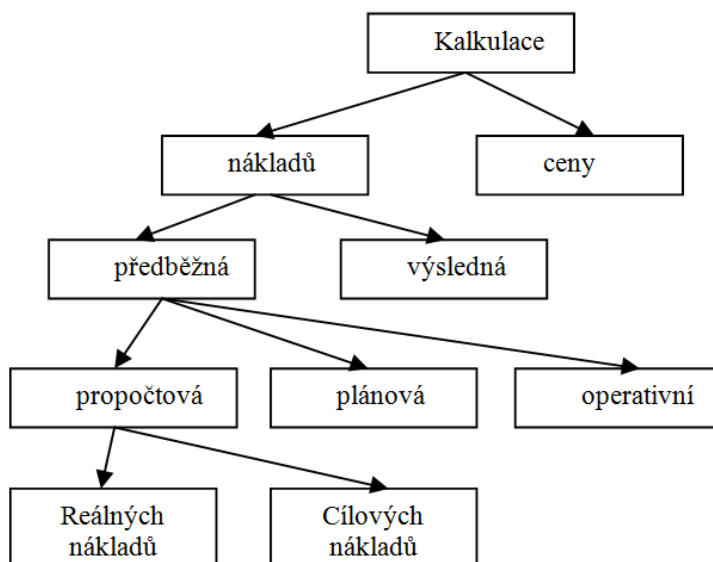 Kalkulace
nákladů
ceny
předběžná
výsledná
propočtová
plánová
operativní
Reálných
nákladů
Cílových
nákladů